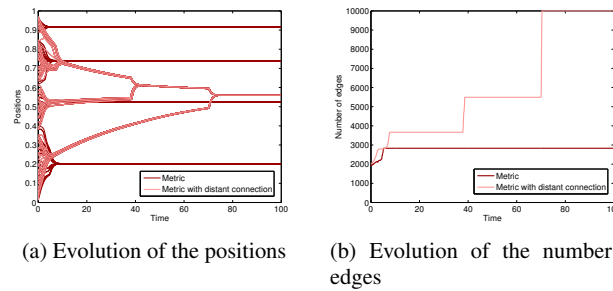 1
0.9
0.8
0.7
0.6
0.5
0.4
0.3
0.2
0.1
0
Positions
0 20 40 60 80 100
Time
Metric
Metric with distant connection
10000
9000
8000
7000
6000
5000
4000
3000
2000
1000
0
Number of edges
0 20 40 60 80 100
Time
Metric
Metric with distant connection
(a) Evolution of the positions
(b) Evolution of the number
edges